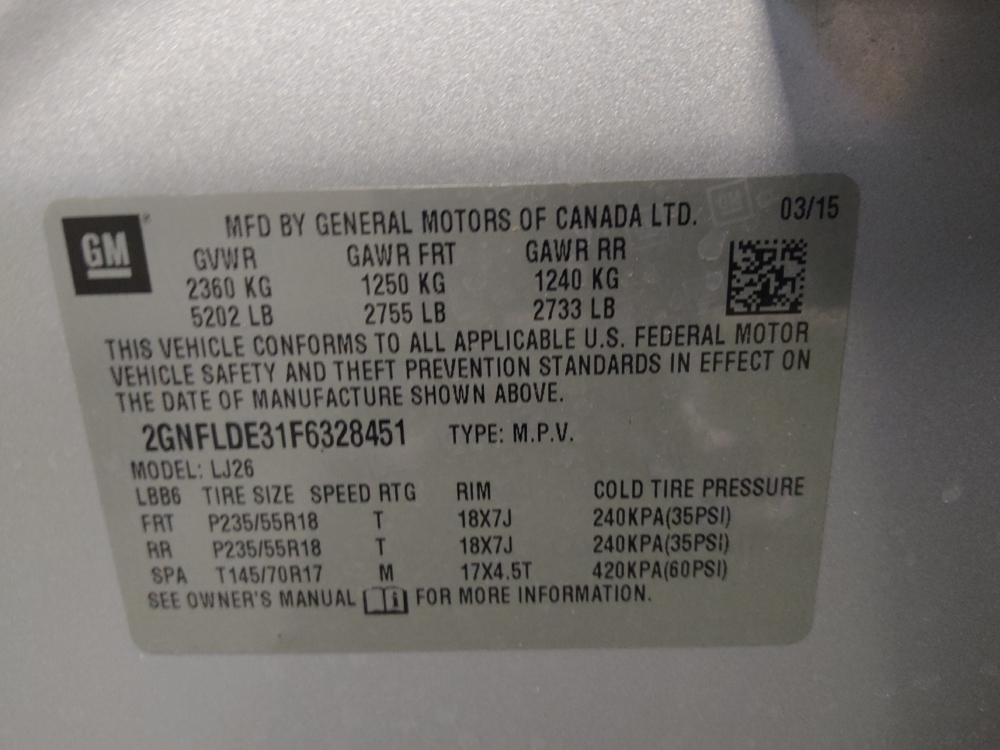 GM
MFD BY GENERAL MOTORS OF CANADA LTD. 03/15
GVWR GAWR FRT GAWR RR
2360 KG 1250 KG 1240 KG
5202 LB 2755 LB 2733 LB
THIS VEHICLE CONFORMS TO ALL APPLICABLE U.S. FEDERAL MOTOR
VEHICLE SAFETY AND THEFT PREVENTION STANDARDS IN EFFECT ON
THE DATE OF MANUFACTURE SHOWN ABOVE.
2GNFLDE31F6328451 TYPE: M.P.V.
MODEL: LJ26
LBB6 TIRE SIZE SPEED RTG RIM COLD TIRE PRESSURE
FRT P235/55R18 T 18X7J 240KPA(35PSI)
RR P235/55R18 T 18X7J 240KPA(35PSI)
SPA T145/70R17 M 17X4.5T 420KPA(60PSI)
SEE OWNER'S MANUAL i FOR MORE INFORMATION.